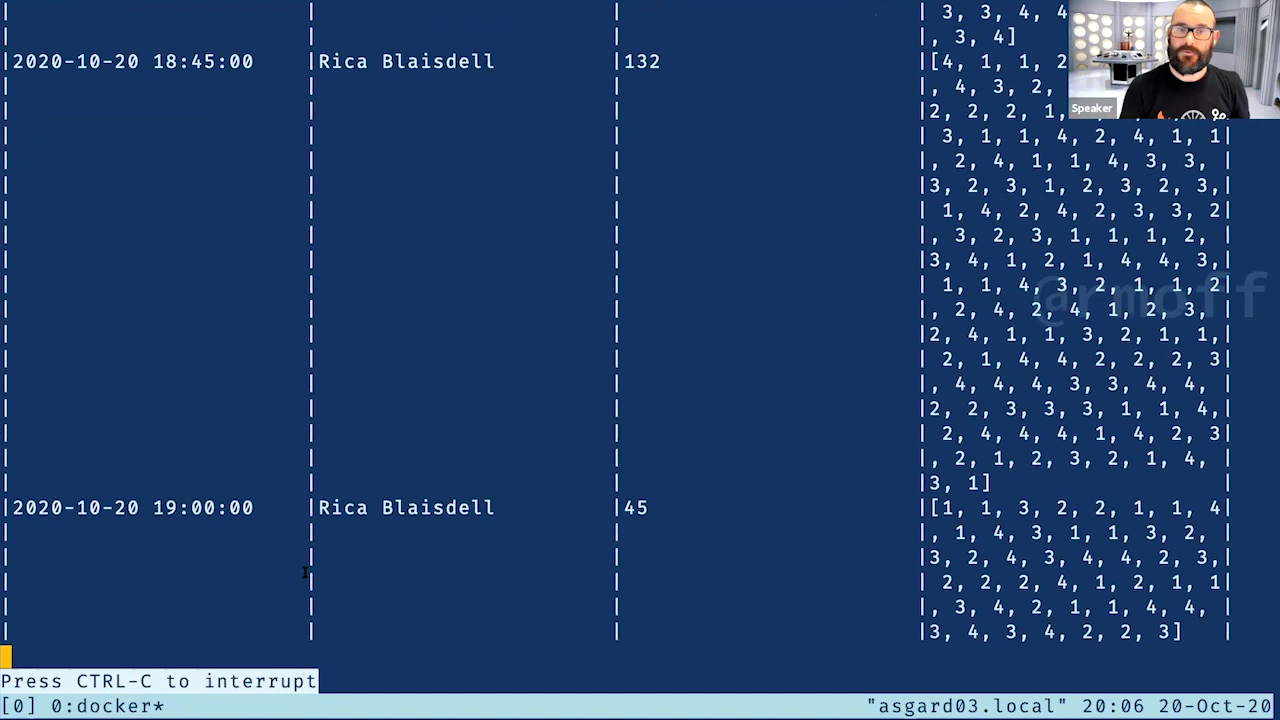 | | | | 3, 3, 4, 4
| | | |, 3, 4]
|2020-10-20 18:45:00 |Rica Blaisdell |132 |[4, 1, 1, 2
| | | |, 4, 3, 2,
| | | |2, 2, 2, 1,
| | | | 3, 1, 1, 4, 2, 4, 1, 1|
| | | |, 2, 4, 1, 1, 4, 3, 3, |
| | | |3, 2, 3, 1, 2, 3, 2, 3,|
| | | | 1, 4, 2, 4, 2, 3, 3, 2|
| | | |, 3, 2, 3, 1, 1, 1, 2, |
| | | |3, 4, 1, 2, 1, 4, 4, 3,|
| | | | 1, 1, 4, 3, 2, 1, 1, 2|
| | | |, 2, 4, 2, 4, 1, 2, 3, |
| | | |2, 4, 1, 1, 3, 2, 1, 1,|
| | | | 2, 1, 4, 4, 2, 2, 2, 3|
| | | |, 4, 4, 4, 3, 3, 4, 4, |
| | | |2, 2, 3, 3, 3, 1, 1, 4,|
| | | | 2, 4, 4, 4, 1, 4, 2, 3|
| | | |, 2, 1, 2, 3, 2, 1, 4, |
| | | |3, 1] |
|2020-10-20 19:00:00 |Rica Blaisdell |45 |[1, 1, 3, 2, 2, 1, 1, 4|
| | | |, 1, 4, 3, 1, 1, 3, 2, |
| | | |3, 2, 4, 3, 4, 4, 2, 3,|
| | | | 2, 2, 2, 4, 1, 2, 1, 1|
| | | |, 3, 4, 2, 1, 1, 4, 4, |
| | | |3, 4, 3, 4, 2, 2, 3] |
Press CTRL-C to interrupt
[0] 0:docker* "asgard03.local" 20:06 20-Oct-20
Speaker
@rmoff